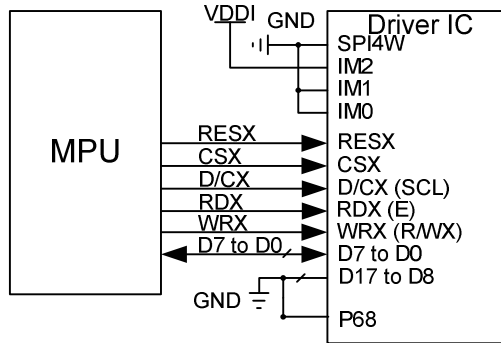 VDDI
GND
Driver IC
SPI4W
IM2
IM1
IM0
MPU
RESX
RESX
CSX
CSX
D/CX
D/CX (SCL)
RDX
RDX (E)
WRX
WRX (R/WX)
D7 to D0
D7 to D0
D17 to D8
GND
P68